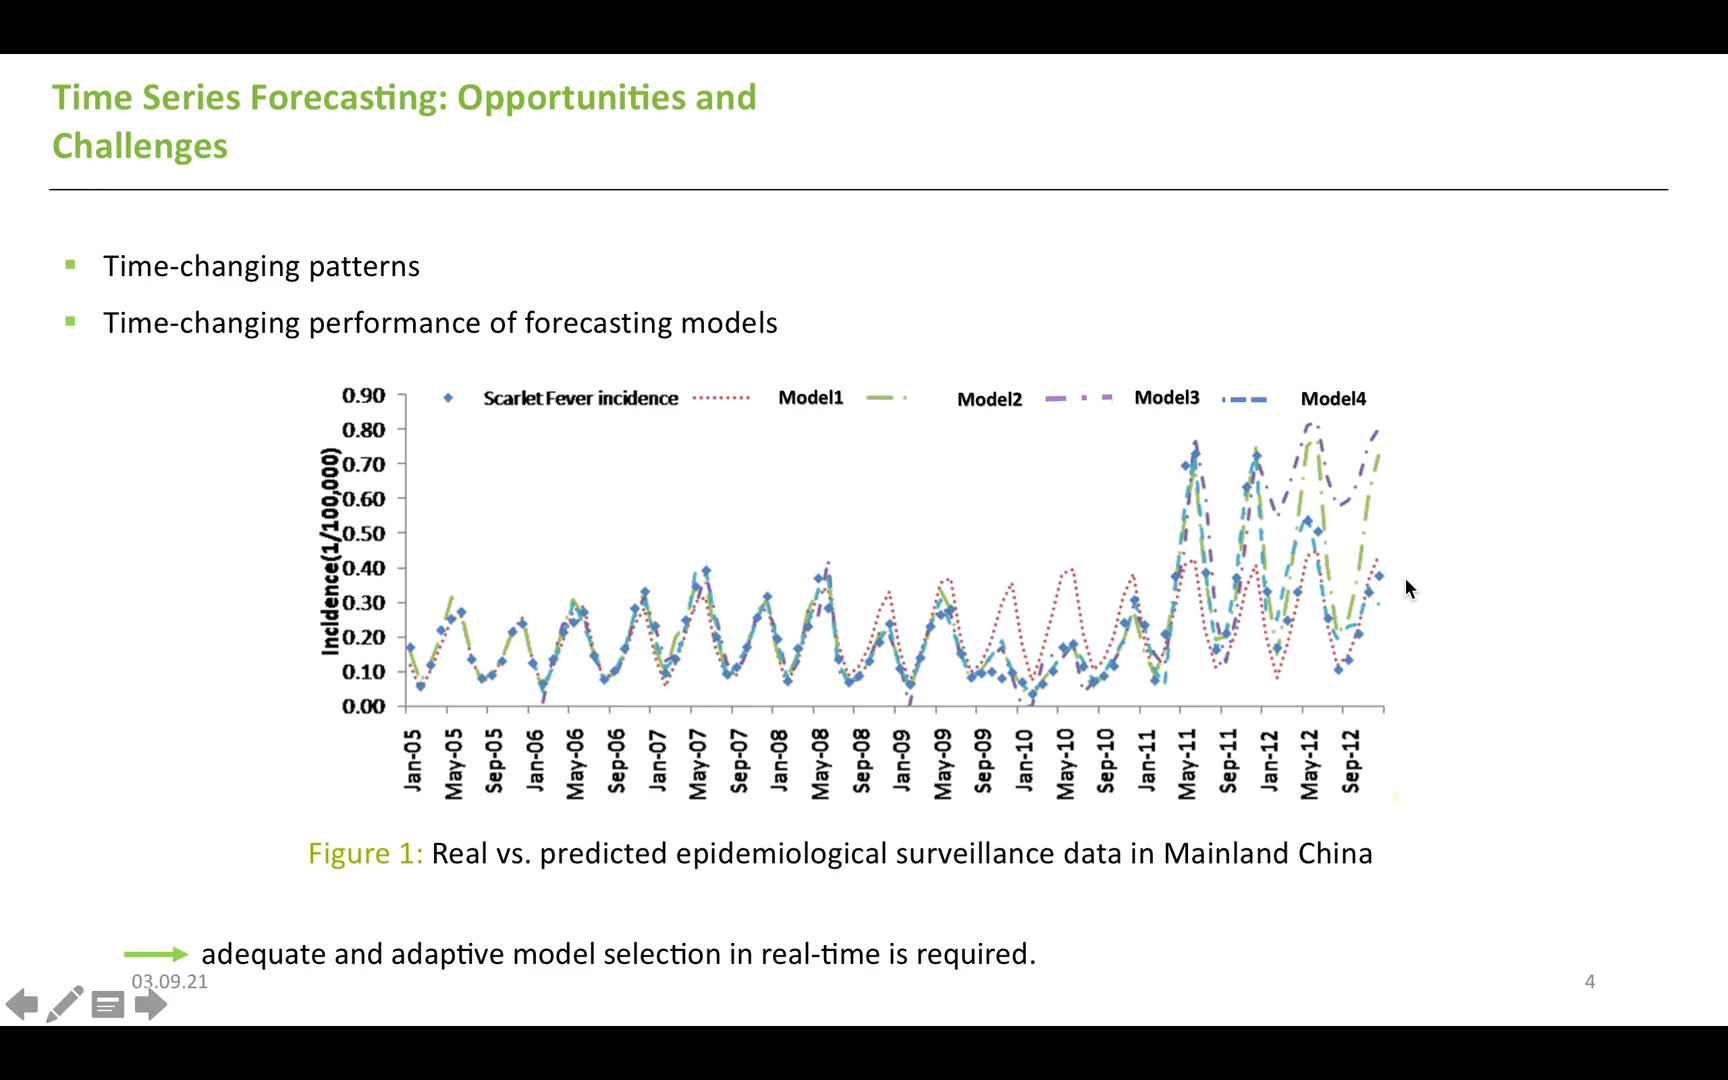 Time Series Forecasting: Opportunities and
Challenges
Time-changing patterns
Time-changing performance of forecasting models
Scarlet Fever incidence Model1 Model2 Model3 Model4
Incidence(1/100,000)
0.90
0.80
0.70
0.60
0.50
0.40
0.30
0.20
0.10
0.00
Jan-05 May-05 Sep-05 Jan-06 May-06 Sep-06 Jan-07 May-07 Sep-07 Jan-08 May-08 Sep-08 Jan-09 May-09 Sep-09 Jan-10 May-10 Sep-10 Jan-11 May-11 Sep-11 Jan-12 May-12 Sep-12
Figure 1: Real vs. predicted epidemiological surveillance data in Mainland China
adequate and adaptive model selection in real-time is required.
03.09.21
4